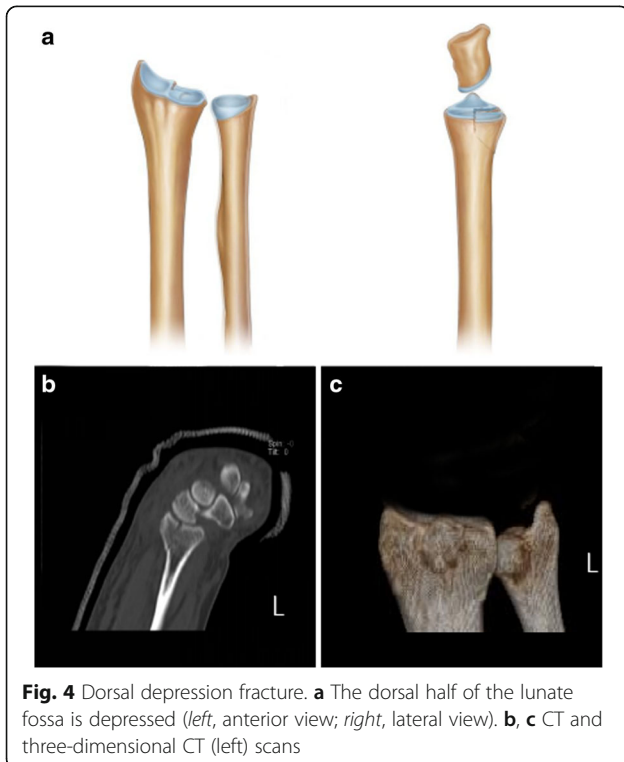 a
b
Spin: -0
Tilt: 0
L
c
L
Fig. 4 Dorsal depression fracture. a The dorsal half of the lunate
fossa is depressed (left, anterior view; right, lateral view). b, c CT and
three-dimensional CT (left) scans